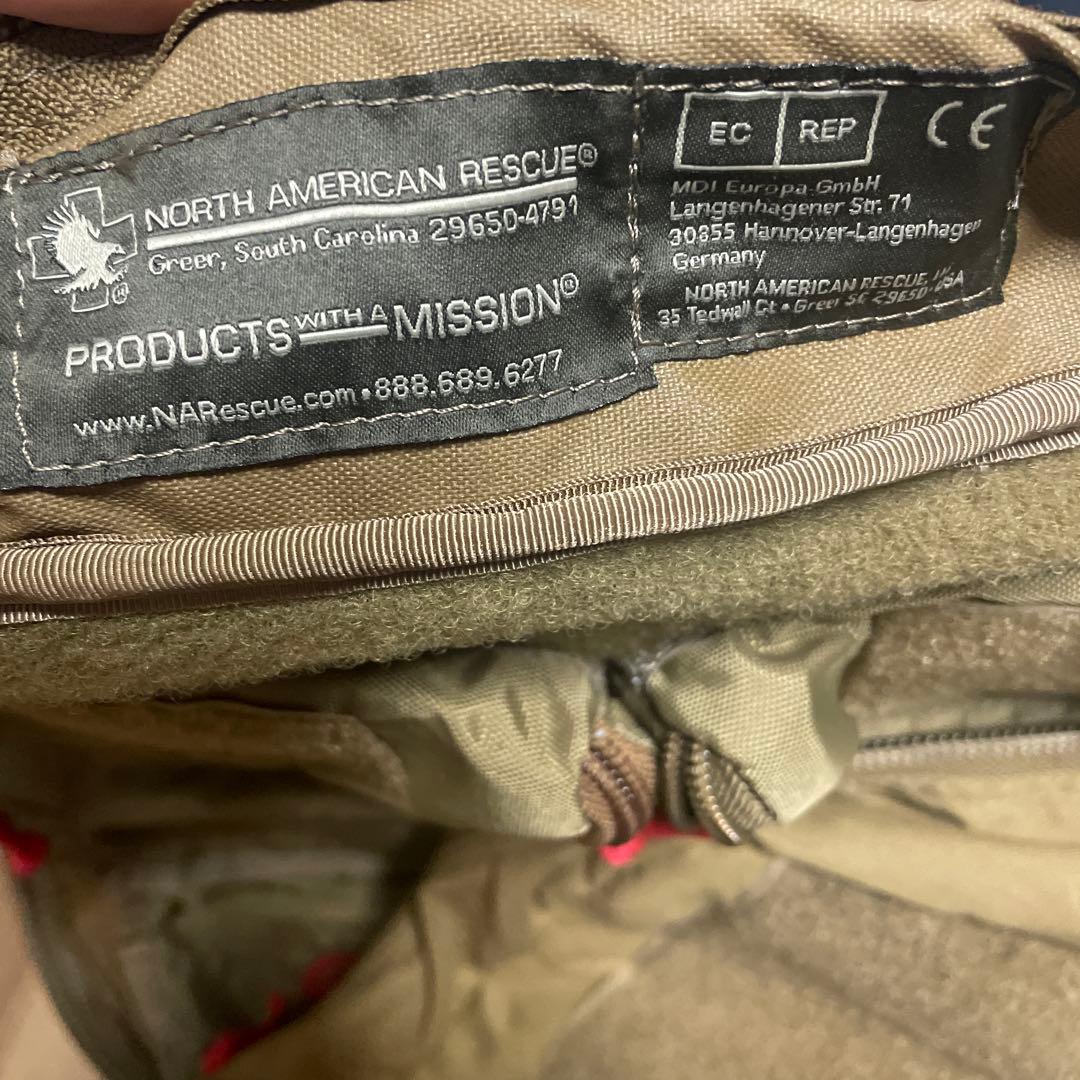 NORTH AMERICAN RESCUE®
Greer, South Carolina 29650-4791
®
PRODUCTS WITH A MISSION®
www.NARescue.com • 888.689.6277
EC REP CE
MDI Europa GmbH
Langenhagener Str. 71
30855 Hannover-Langenhagen
Germany
NORTH AMERICAN RESCUE, USA
35 Tedwall Ct • Greer SC 29650